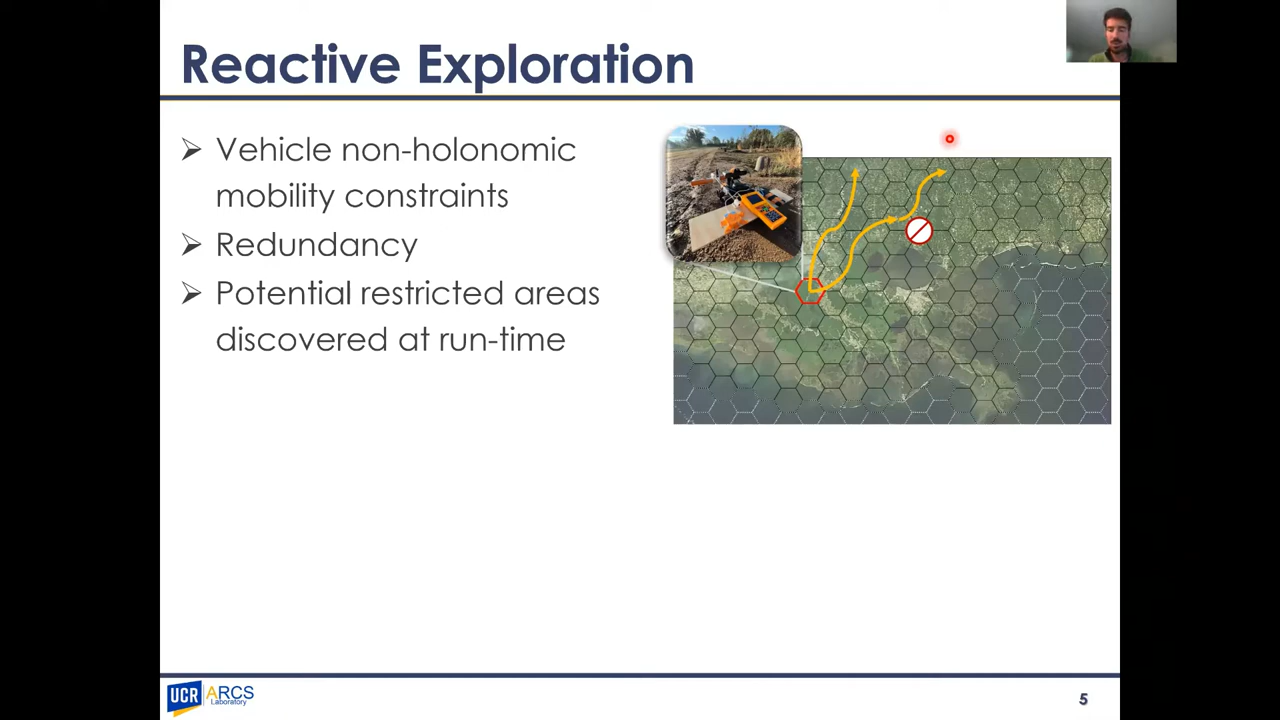 Reactive Exploration
➢ Vehicle non-holonomic
mobility constraints
➢ Redundancy
➢ Potential restricted areas
discovered at run-time
UCR ARCS
Laboratory
5